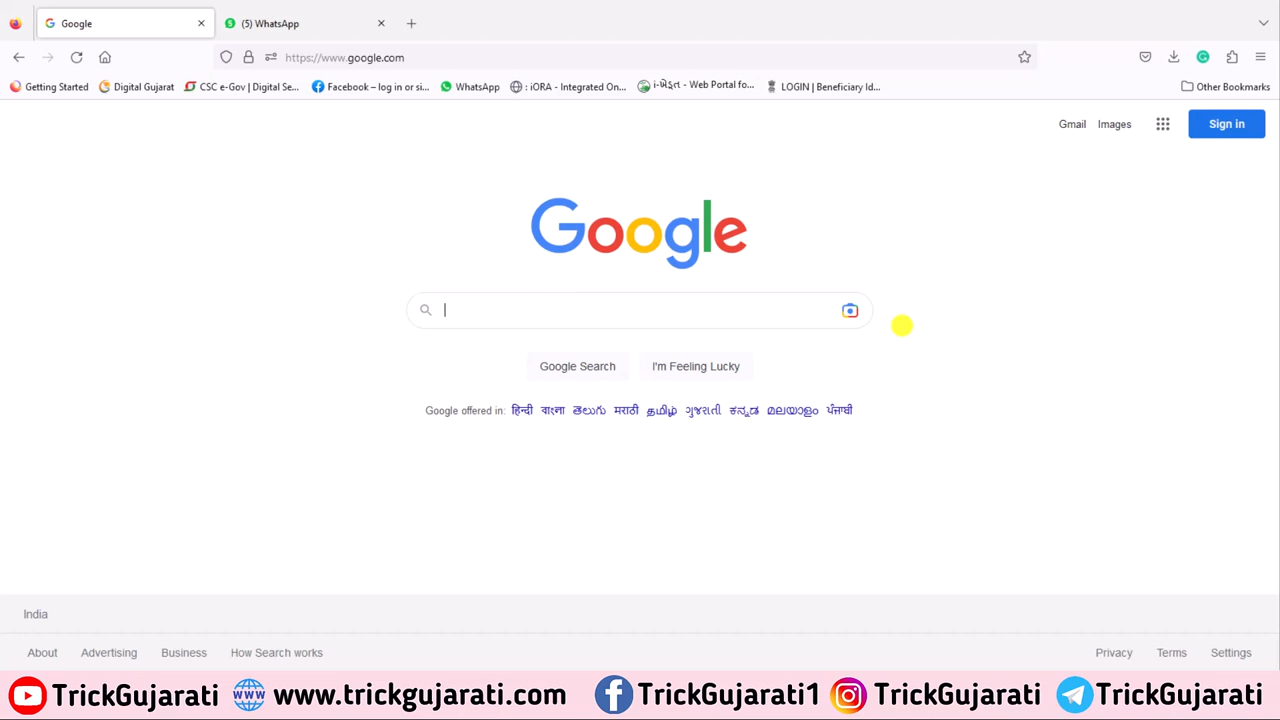 Google
(5) WhatsApp
https://www.google.com
Getting Started
Digital Gujarat
CSC e-Gov | Digital Se...
Facebook – log in or si...
WhatsApp
: iORA - Integrated On...
i-ખેડૂત - Web Portal fo...
LOGIN | Beneficiary Id...
Other Bookmarks
Gmail
Images
Sign in
Google
Google Search
I'm Feeling Lucky
Google offered in: हिन्दी বাংলা తెలుగు मराठी தமிழ் ગુજરાતી ಕನ್ನಡ മലയാളം ਪੰਜਾਬੀ
India
About
Advertising
Business
How Search works
Privacy
Terms
Settings
TrickGujarati
www.trickgujarati.com
TrickGujarati1
TrickGujarati
TrickGujarati